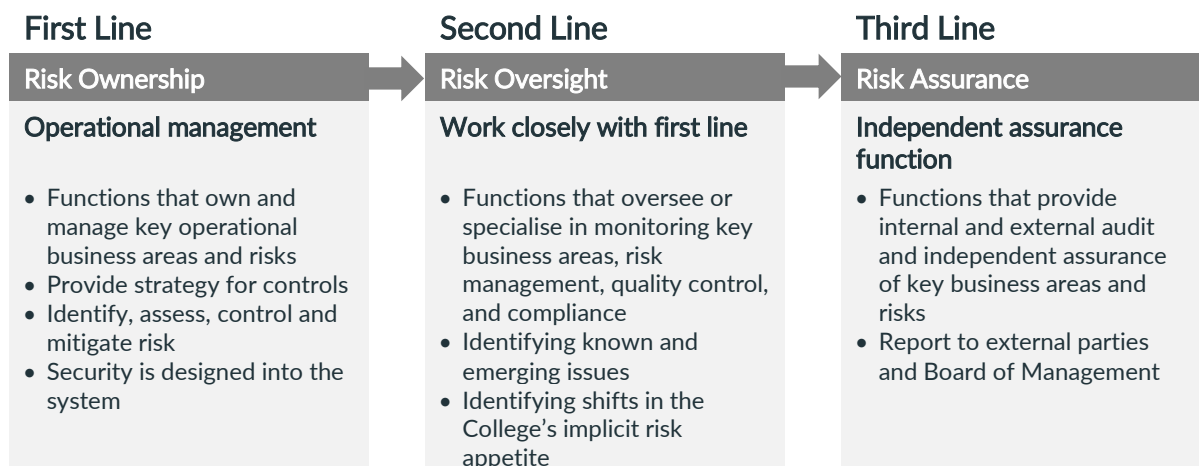 First Line
Risk Ownership
Operational management
• Functions that own and
manage key operational
business areas and risks
• Provide strategy for controls
• Identify, assess, control and
mitigate risk
• Security is designed into the
system
Second Line
Risk Oversight
Work closely with first line
• Functions that oversee or
specialise in monitoring key
business areas, risk
management, quality control,
and compliance
• Identifying known and
emerging issues
• Identifying shifts in the
College’s implicit risk
appetite
Third Line
Risk Assurance
Independent assurance
function
• Functions that provide
internal and external audit
and independent assurance
of key business areas and
risks
• Report to external parties
and Board of Management